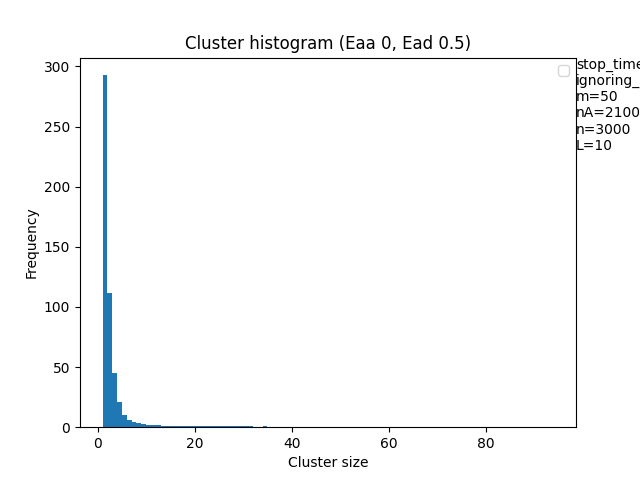 Cluster histogram (Eaa 0, Ead 0.5)
300
250
200
150
100
50
0
Frequency
0 20 40 60 80
Cluster size
stop_time
ignoring_
m=50
nA=2100
n=3000
L=10